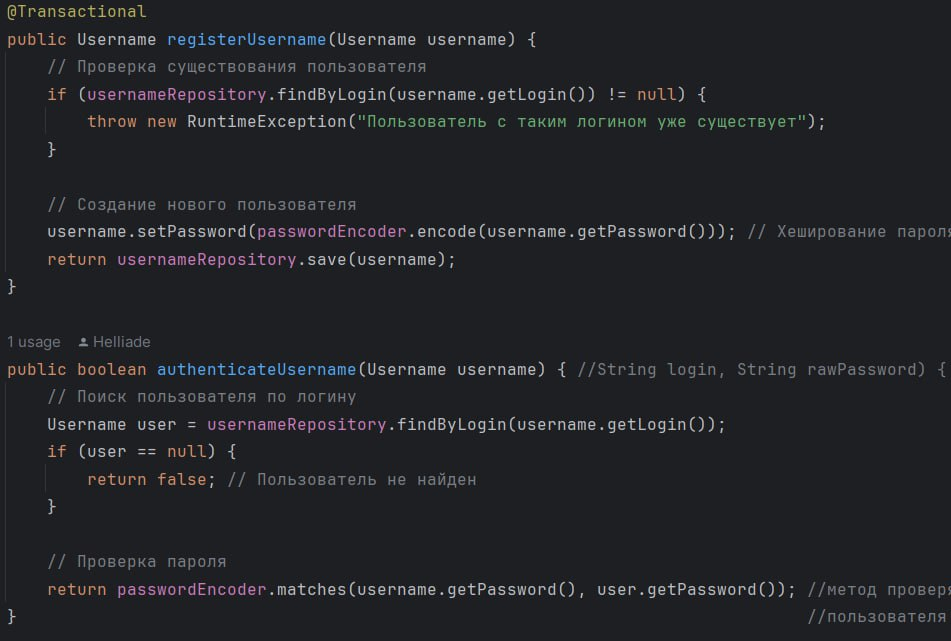 @Transactional
public Username registerUsername(Username username) {
// Проверка существования пользователя
if (usernameRepository.findByLogin(username.getLogin()) != null) {
throw new RuntimeException("Пользователь с таким логином уже существует");
}
// Создание нового пользователя
username.setPassword(passwordEncoder.encode(username.getPassword())); // Хеширование пароля
return usernameRepository.save(username);
}
1 usage Helliade
public boolean authenticateUsername(Username username) { //String login, String rawPassword) {
// Поиск пользователя по логину
Username user = usernameRepository.findByLogin(username.getLogin());
if (user == null) {
return false; // Пользователь не найден
}
// Проверка пароля
return passwordEncoder.matches(username.getPassword(), user.getPassword()); //метод проверя
} //пользователя